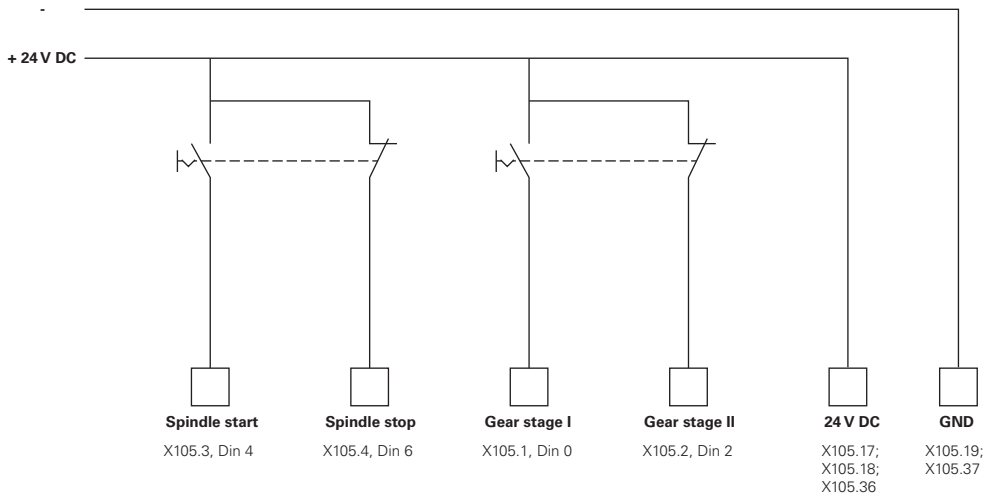 -
+ 24 V DC
Spindle start
Spindle stop
Gear stage I
Gear stage II
24 V DC
GND
X105.3, Din 4
X105.4, Din 6
X105.1, Din 0
X105.2, Din 2
X105.17;
X105.18;
X105.36
X105.19;
X105.37